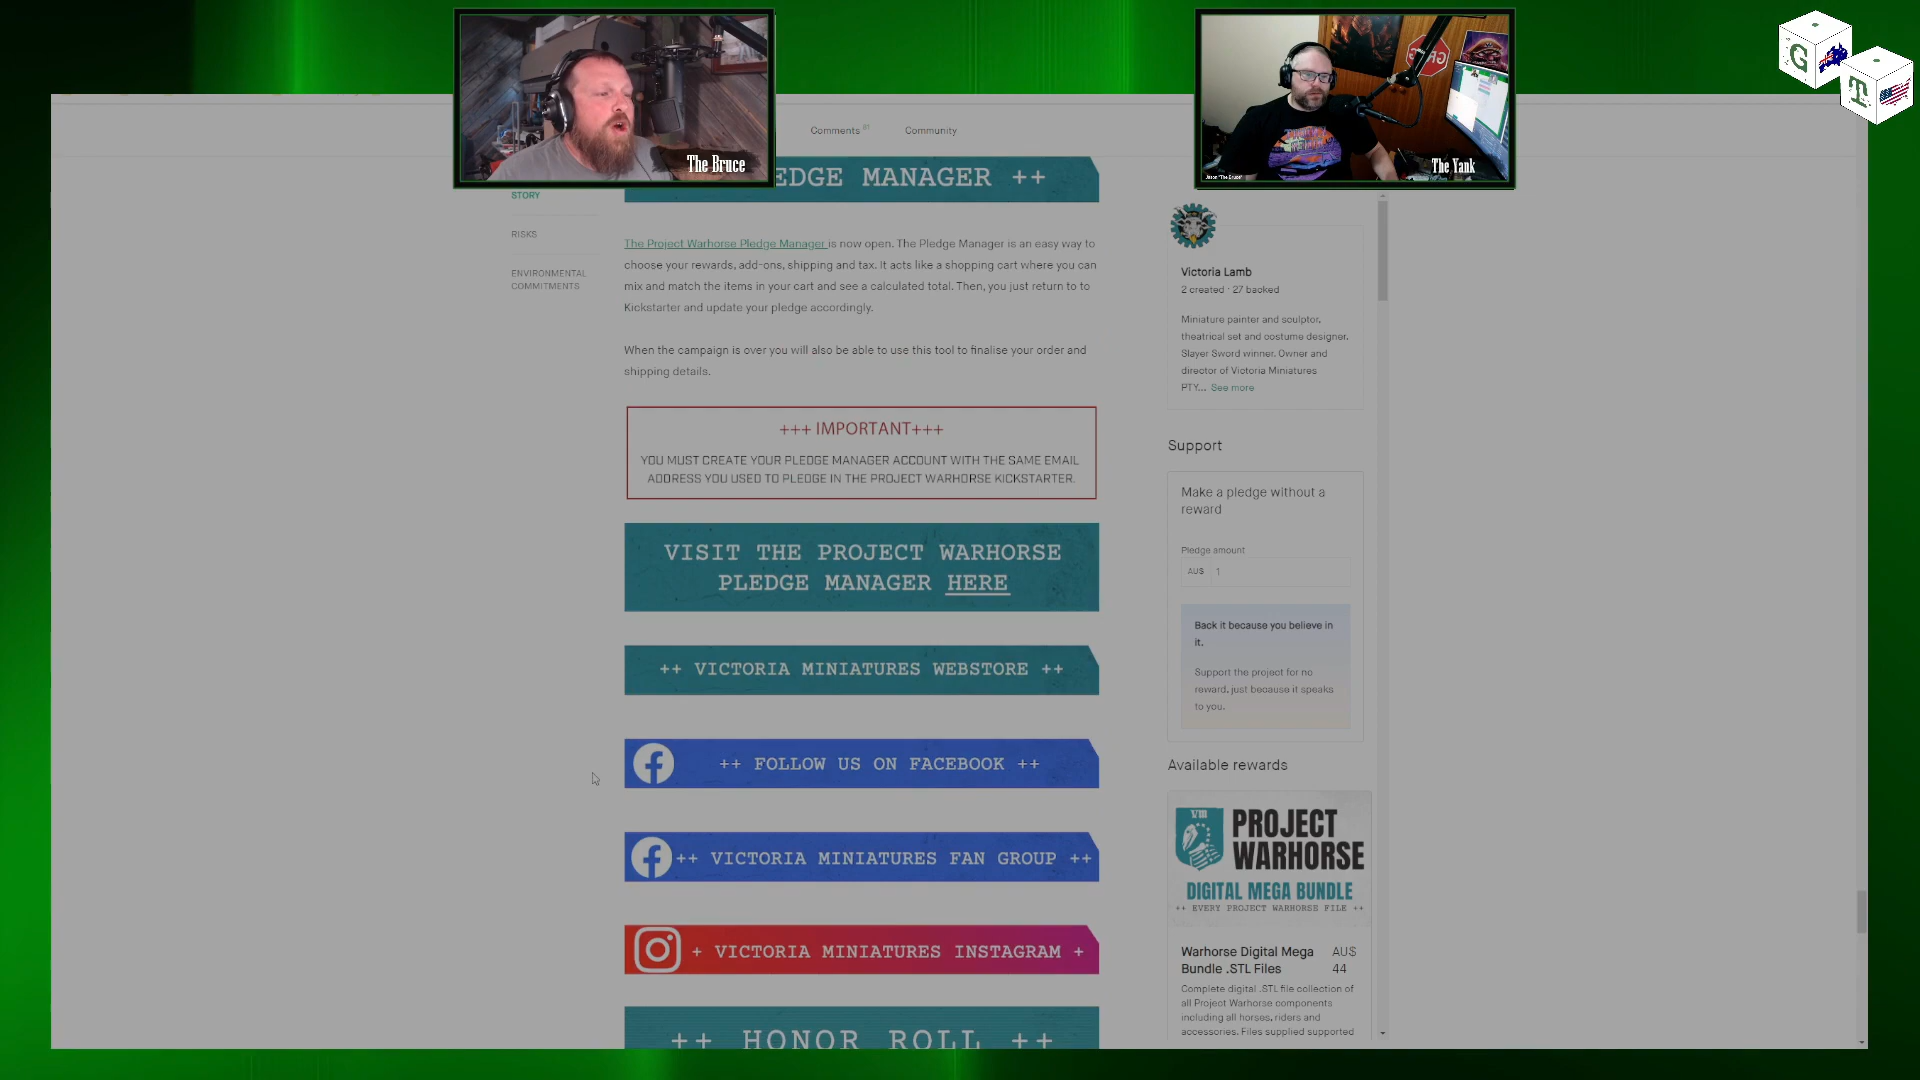 The Bruce
Jason "The Bruce"
The Yank
G
T
Comments
Community
EDGE MANAGER ++
STORY
RISKS
ENVIRONMENTAL
COMMITMENTS
The Project Warhorse Pledge Manager is now open. The Pledge Manager is an easy way to
choose your rewards, add-ons, shipping and tax. It acts like a shopping cart where you can
mix and match the items in your cart and see a calculated total. Then, you just return to to
Kickstarter and update your pledge accordingly.
When the campaign is over you will also be able to use this tool to finalise your order and
shipping details.
+++ IMPORTANT+++
YOU MUST CREATE YOUR PLEDGE MANAGER ACCOUNT WITH THE SAME EMAIL
ADDRESS YOU USED TO PLEDGE IN THE PROJECT WARHORSE KICKSTARTER.
VISIT THE PROJECT WARHORSE
PLEDGE MANAGER HERE
++ VICTORIA MINIATURES WEBSTORE ++
++ FOLLOW US ON FACEBOOK ++
++ VICTORIA MINIATURES FAN GROUP ++
+ VICTORIA MINIATURES INSTAGRAM +
++ HONOR ROLL ++
Victoria Lamb
2 created · 27 backed
Miniature painter and sculptor,
theatrical set and costume designer.
Slayer Sword winner. Owner and
director of Victoria Miniatures
PTY... See more
Support
Make a pledge without a
reward
Pledge amount
AU$ 1
Back it because you believe in
it.
Support the project for no
reward, just because it speaks
to you.
Available rewards
VIII
PROJECT
WARHORSE
DIGITAL MEGA BUNDLE
++ EVERY PROJECT WARHORSE FILE ++
Warhorse Digital Mega
Bundle .STL Files
AU$
44
Complete digital .STL file collection of
all Project Warhorse components
including all horses, riders and
accessories. Files supplied supported